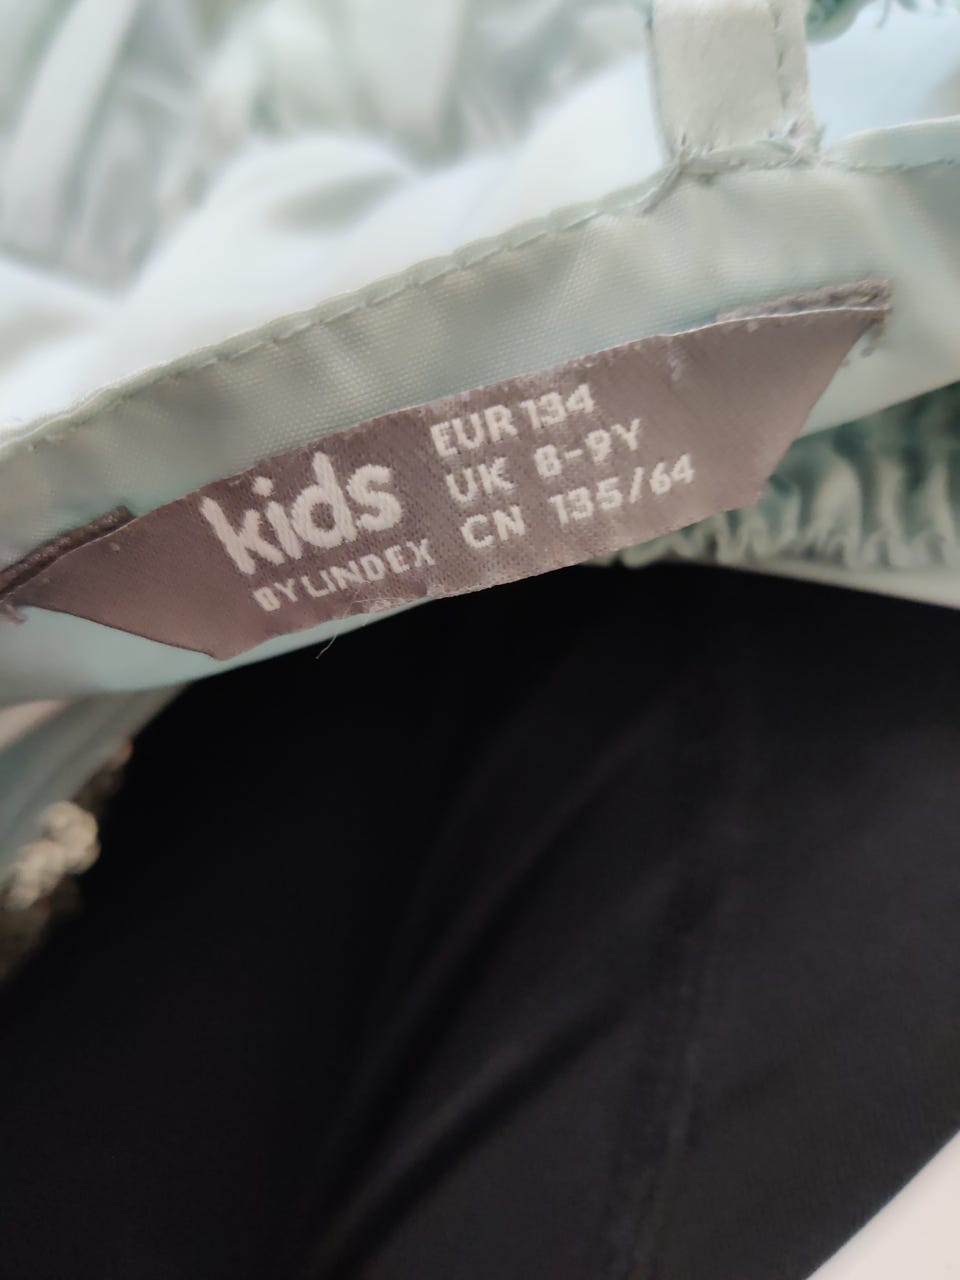 kids
BY LINDEX
EUR 134
UK 8-9Y
CN 135/64